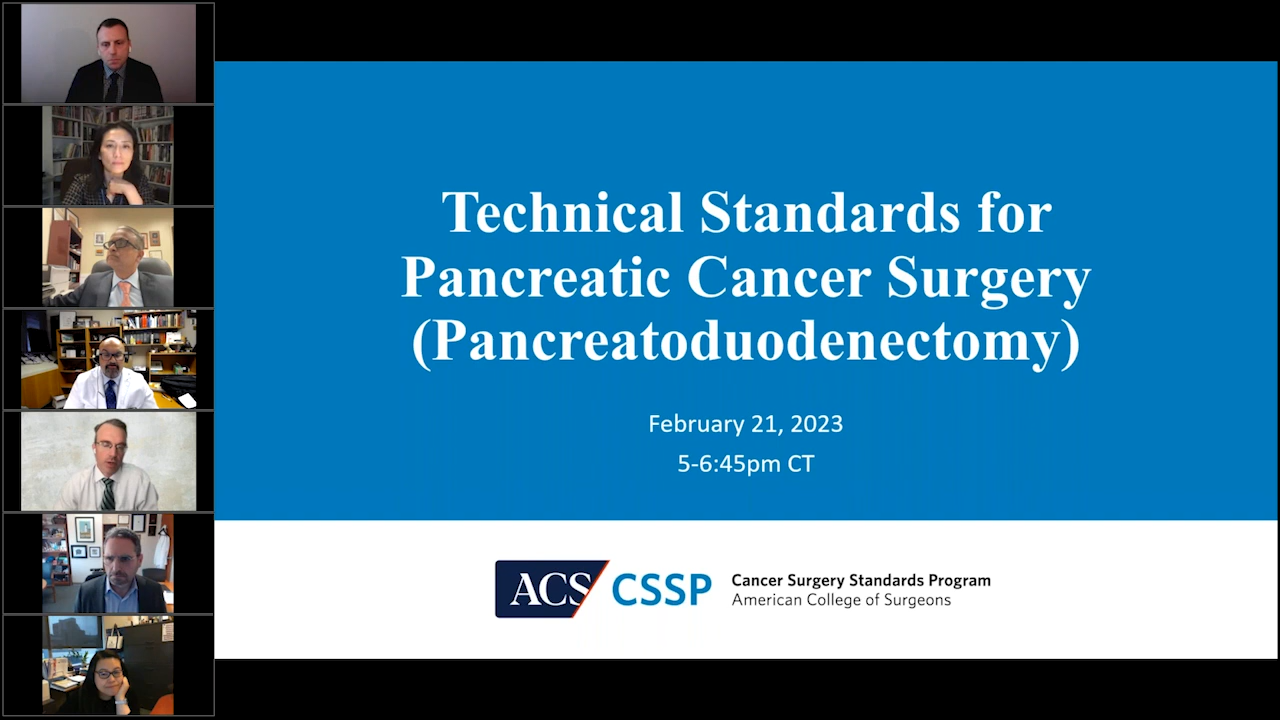 Technical Standards for
Pancreatic Cancer Surgery
(Pancreatoduodenectomy)
February 21, 2023
5-6:45pm CT
ACS CSSP Cancer Surgery Standards Program
American College of Surgeons